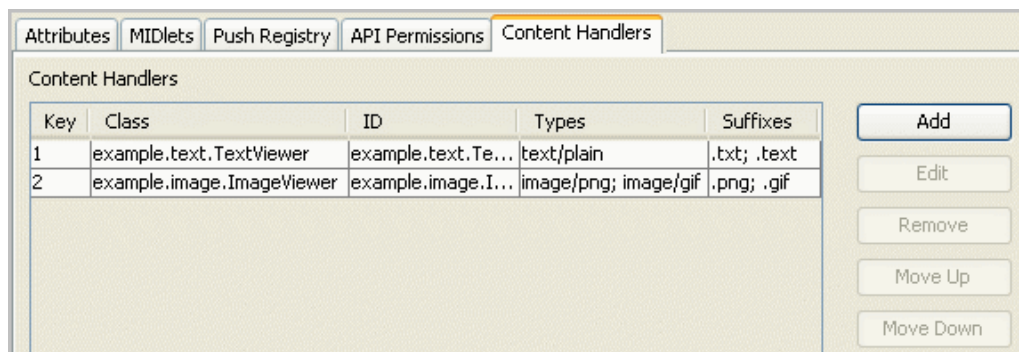 Attributes MIDlets Push Registry API Permissions Content Handlers
Content Handlers
Key Class ID Types Suffixes
1 example.text.TextViewer example.text.Te... text/plain .txt; .text
2 example.image.ImageViewer example.image.I... image/png; image/gif .png; .gif
Add
Edit
Remove
Move Up
Move Down